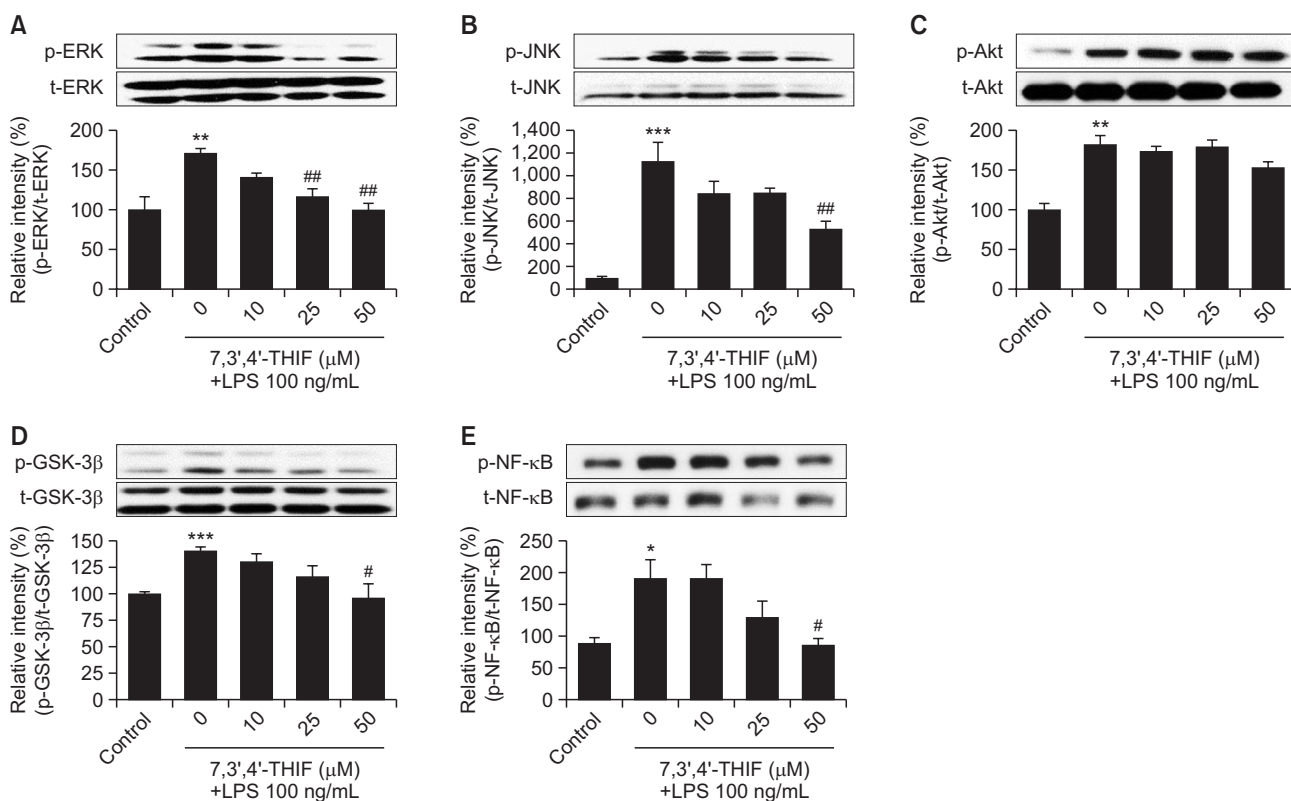 A
p-ERK
t-ERK
Relative intensity (%)
(p-ERK/t-ERK)
200
150
100
50
0
**
##
##
Control
0
10
25
50
7,3',4'-THIF (μM)
+LPS 100 ng/mL
B
p-JNK
t-JNK
Relative intensity (%)
(p-JNK/t-JNK)
1,400
1,200
1,000
800
600
400
200
0
***
##
Control
0
10
25
50
7,3',4'-THIF (μM)
+LPS 100 ng/mL
C
p-Akt
t-Akt
Relative intensity (%)
(p-Akt/t-Akt)
200
150
100
50
0
**
Control
0
10
25
50
7,3',4'-THIF (μM)
+LPS 100 ng/mL
D
p-GSK-3β
t-GSK-3β
Relative intensity (%)
(p-GSK-3β/t-GSK-3β)
150
125
100
75
50
25
0
***
#
Control
0
10
25
50
7,3',4'-THIF (μM)
+LPS 100 ng/mL
E
p-NF-κB
t-NF-κB
Relative intensity (%)
(p-NF-κB/t-NF-κB)
250
200
150
100
50
0
*
#
Control
0
10
25
50
7,3',4'-THIF (μM)
+LPS 100 ng/mL